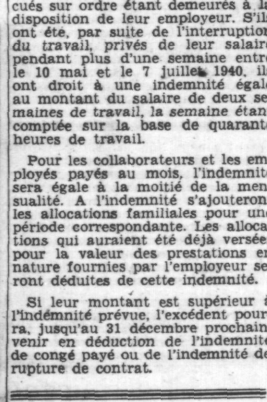 cués sur ordre étant demeurés à la
disposition de leur employeur. S'il
ont éte, par suite de l'interruption
du travail, privés de leur salair
pendant plus d'une semaine entre
le 10 mai et le 7 juillet 1940, il
ont droit à une indemnité égal
au montant du salaire de deux se
maines de travail, la semaine étan
comptée sur la base de quarant
heures de travail.
Pour les collaborateurs et les em
ployés payés au mois, l'indemnit
sera égale à la moitié de la men
sualité. A l'indemnité s'ajouteron
les allocations familiales pour un
période correspondante. Les alloca
tions qui auraient été déjà versée
pour la valeur des prestations en
nature fournies par l'employeur se
ront déduites de cette indemnité.
Si leur montant est supérieur à
l'indemnité prévue, l'excédent pour
ra, jusqu'au 31 décembre prochain
venir en déduction de l'indemnité
de congé payé ou de l'indemnité de
rupture de contrat.